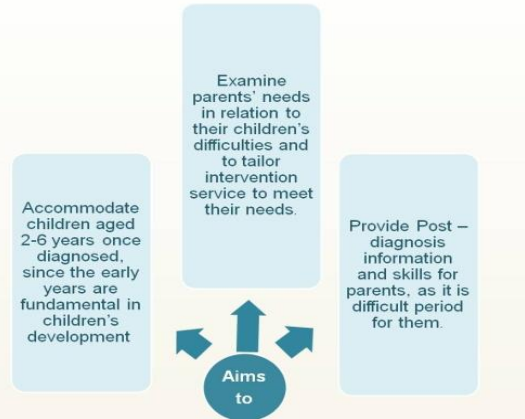 Examine
parents' needs
in relation to
their children's
difficulties and
to tailor
intervention
service to meet
their needs.
Accommodate
children aged
2-6 years once
diagnosed,
since the early
years are
fundamental in
children's
development
Provide Post –
diagnosis
information
and skills for
parents, as it is
difficult period
for them.
Aims
to